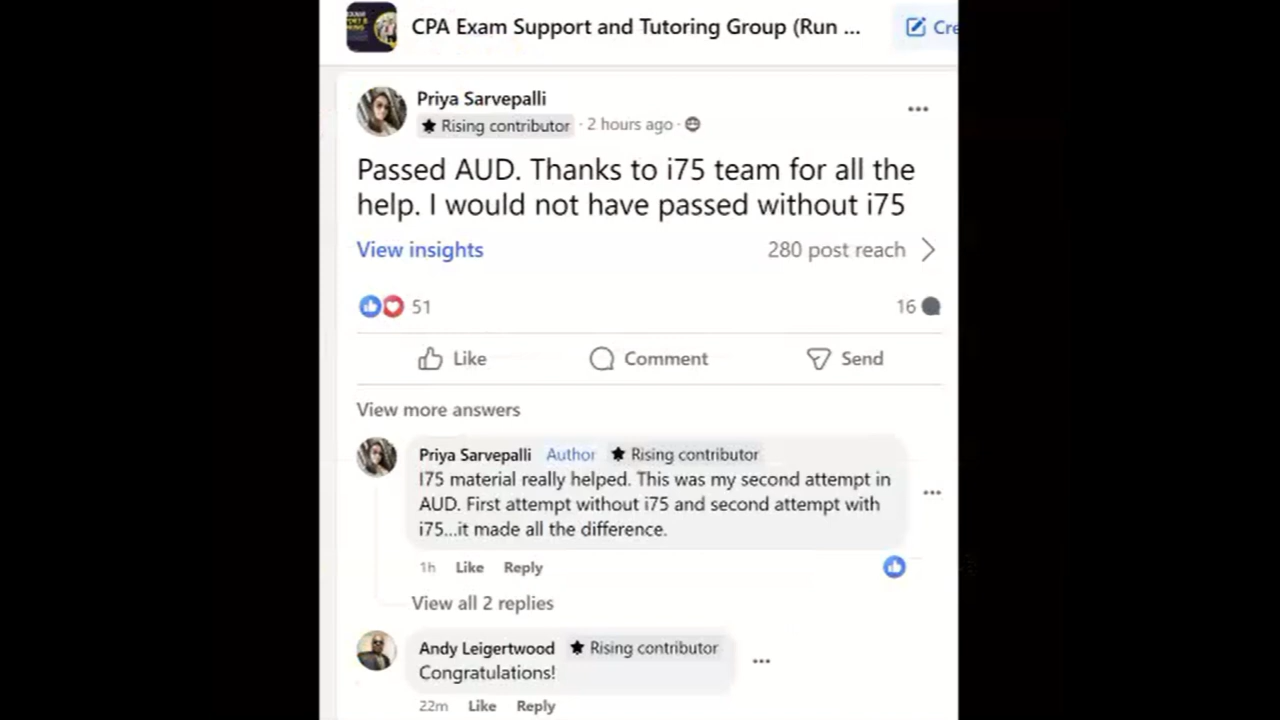 CPA Exam Support and Tutoring Group (Run ...
Cre
Priya Sarvepalli
Rising contributor · 2 hours ago ·
Passed AUD. Thanks to i75 team for all the
help. I would not have passed without i75
View insights
280 post reach
51
16
Like
Comment
Send
View more answers
Priya Sarvepalli Author Rising contributor
I75 material really helped. This was my second attempt in
AUD. First attempt without i75 and second attempt with
i75...it made all the difference.
1h Like Reply
View all 2 replies
Andy Leigertwood Rising contributor
Congratulations!
22m Like Reply